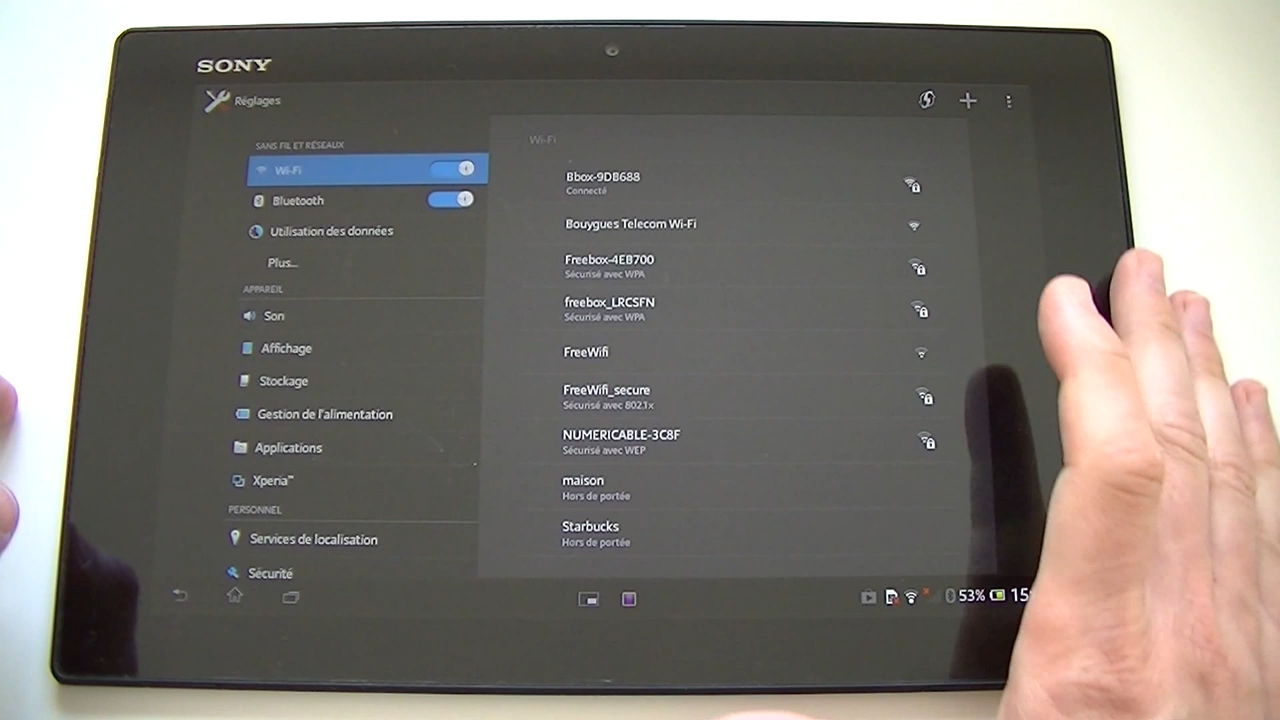 SONY
Réglages
SANS FIL ET RÉSEAUX
Wi-Fi
Bluetooth
Utilisation des données
Plus...
APPAREIL
Son
Affichage
Stockage
Gestion de l'alimentation
Applications
Xperia™
PERSONNEL
Services de localisation
Sécurité
Wi-Fi
Bbox-9DB688
Connecté
Bouygues Telecom Wi-Fi
Freebox-4EB700
Sécurisé avec WPA
freebox_LRCSFN
Sécurisé avec WPA
FreeWifi
FreeWifi_secure
Sécurisé avec 802.1x
NUMERICABLE-3C8F
Sécurisé avec WEP
maison
Hors de portée
Starbucks
Hors de portée
53%
15